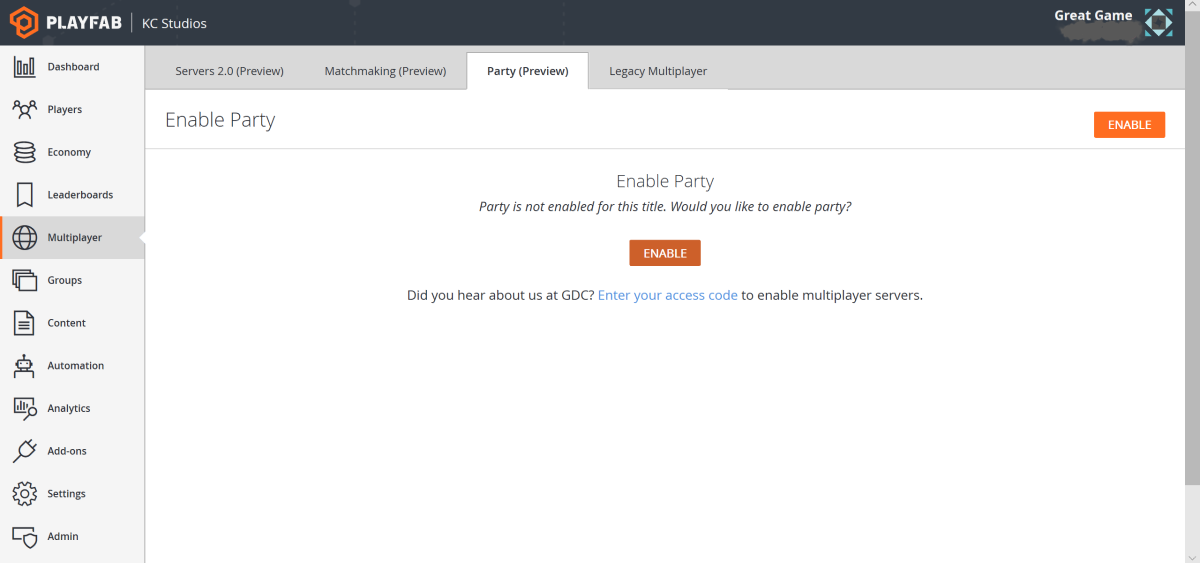 PLAYFAB
KC Studios
Great Game
Dashboard
Players
Economy
Leaderboards
Multiplayer
Groups
Content
Automation
Analytics
Add-ons
Settings
Admin
Servers 2.0 (Preview)
Matchmaking (Preview)
Party (Preview)
Legacy Multiplayer
Enable Party
ENABLE
Enable Party
Party is not enabled for this title. Would you like to enable party?
ENABLE
Did you hear about us at GDC? Enter your access code to enable multiplayer servers.